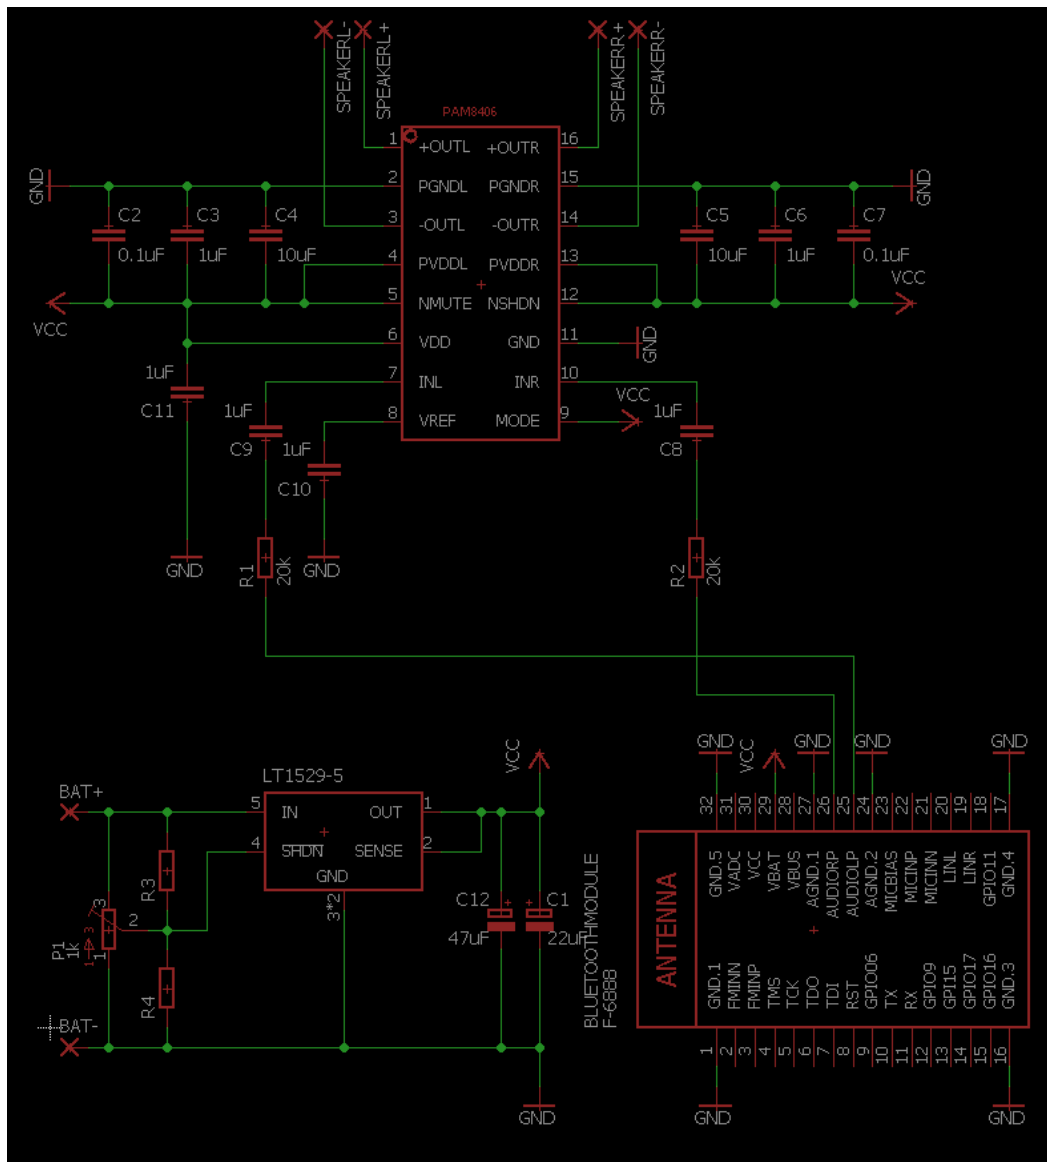 SPEAKERL-
SPEAKERL+
SPEAKERR+
SPEAKERR-
PAM8406
1 +OUTL +OUTR 16
2 PGNDL PGNDR 15
3 -OUTL -OUTR 14
4 PVDDL PVDDR 13
5 NMUTE NSHDN 12
6 VDD GND 11
7 INL INR 10
8 VREF MODE 9
GND
C2
0.1uF
C3
1uF
C4
10uF
VCC
C5
10uF
C6
1uF
C7
0.1uF
GND
VCC
GND
VCC
1uF
C11
GND
1uF
C9
1uF
C10
GND
R1
20k
1uF
C8
R2
20k
LT1529-5
BAT+
5 IN OUT 1
4 SHDN SENSE 2
GND
3*2
R3
R4
P1
1k
3
2
1
3
1
BAT-
VCC
C12
47uF
C1
22uF
GND
BLUETOOTHMODULE
F-6888
GND
VCC
GND
GND
GND
32 31 30 29 28 27 26 25 24 23 22 21 20 19 18 17
GND.5
VADC
VCC
VBAT
VBUS
AGND.1
AUDIORP
AUDIOLP
AGND.2
MICBIAS
MICINP
MICINN
LINL
LINR
GPIO11
GND.4
ANTENNA
GND.1
FMINN
FMINP
TMS
TCK
TDO
TDI
RST
GPIO06
TX
RX
GPIO9
GPI15
GPIO17
GPIO16
GND.3
1 2 3 4 5 6 7 8 9 10 11 12 13 14 15 16
GND
GND